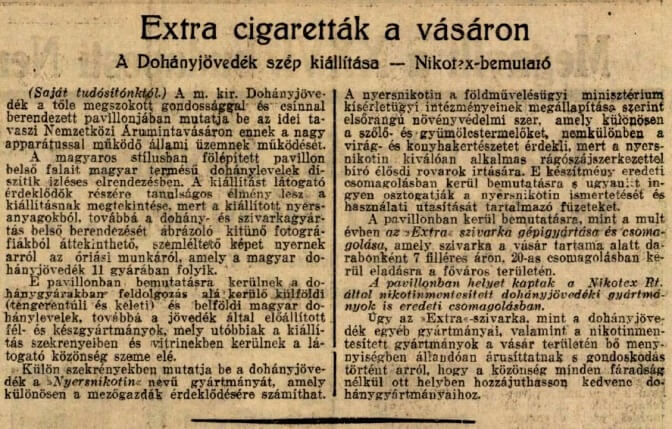 Extra cigaretták a vásáron
A Dohányjövedék szép kiállítása — Nikotex-bemutató
(Saját tudósítónktól.) A m. kir. Dohányjöve-
dék a tőle megszokott gondossággal és csínnal
berendezett pavillonjában mutatja be az idei ta-
vaszi Nemzetközi Árumintavásáron ennek a nagy
apparátussal működő állami üzemnek működését.
A magyaros stílusban fölépített pavillon
belső falait magyar termésű dohánylevelek dí-
szítik ízléses elrendezésben. A kiállítást látogató
érdeklődők részére tanulságos élmény lesz a
kiállításnak megtekintése, mert a kiállított nyers-
anyagokból, továbbá a dohány- és szivarkagyár-
tás belső berendezését ábrázoló kitünő fotografi-
fiákból áttekinthető, szemléltető képet nyernek
arról az óriási munkáról, amely a magyar do-
hányjövedék 11 gyárában folyik.
E pavillonban bemutatásra kerülnek a do-
hánygyárakban feldolgozás alá kerülő külföldi
(tengerentúli és keleti) és belföldi magyar do-
hánylevelek, továbbá a jövedék által előállított
fél- és készgyártmányok, mely utóbbiak a kiállí-
tás szekrényeiben és vitrinekben kerülnek a lá-
togató közönség szeme elé.
Külön szekrényekben mutatja be a dohányjöve-
dék a »Nyersnikotin« nevű gyártmányát, amely
különösen a mezőgazdák érdeklődésére számíthat.
A nyersnikotin a földművelésügyi minisztérium
kísérletügyi intézményeinek megállapítása szerint
elsőrangú növényvédelmi szer, amely különösen
a szőlő- és gyümölcstermelőket, nemkülönben a
virág- és konyhakertészetet érdekli, mert a nyers-
nikotin kiválóan alkalmas rágószájszerkezettel
bíró élősdi rovarok irtására. E készítmény eredeti
csomagolásban kerül bemutatásra s ugyanitt in-
gyen osztogatják a nyersnikotin ismertetését és
használati utasítását tartalmazó füzeteket.
A pavillonban kerül bemutatásra, mint a mult
évben az »Extra« szivarka gépigyártása és csoma-
golása, amely szivarka a vásár tartama alatt da-
rabonként 7 filléres áron, 20-as csomagolásban ke-
rül eladásra a főváros területén.
A pavillonban helyet kaptak a Nikotex Rt.
által nikotinmentesített dohányjövedéki gyártmá-
nyok is eredeti csomagolásban.
Úgy az »Extra«-szivarka, mint a dohányjöve-
dék egyéb gyártmányai, valamint a nikotinmen-
tesített gyártmányok a vásár területén bő meny-
nyiségben állandóan árusíttatnak s gondoskodás
történt arról, hogy a közönség minden fáradság
nélkül ott helyben hozzájuthasson kedvenc do-
hánygyártmányaihoz.